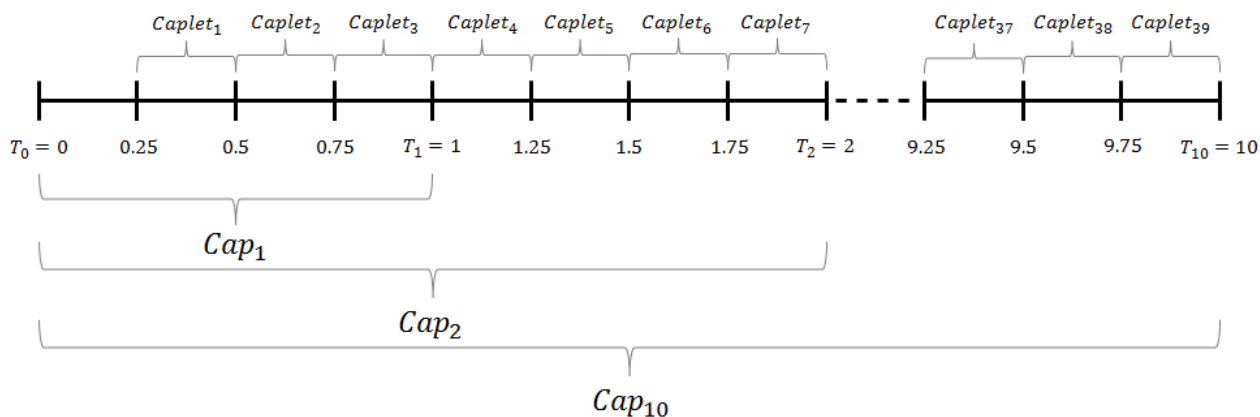 Caplet₁ Caplet₂ Caplet₃ Caplet₄ Caplet₅ Caplet₆ Caplet₇ Caplet₃₇ Caplet₃₈ Caplet₃₉
T₀ = 0 0.25 0.5 0.75 T₁ = 1 1.25 1.5 1.75 T₂ = 2 9.25 9.5 9.75 T₁₀ = 10
Cap₁
Cap₂
Cap₁₀